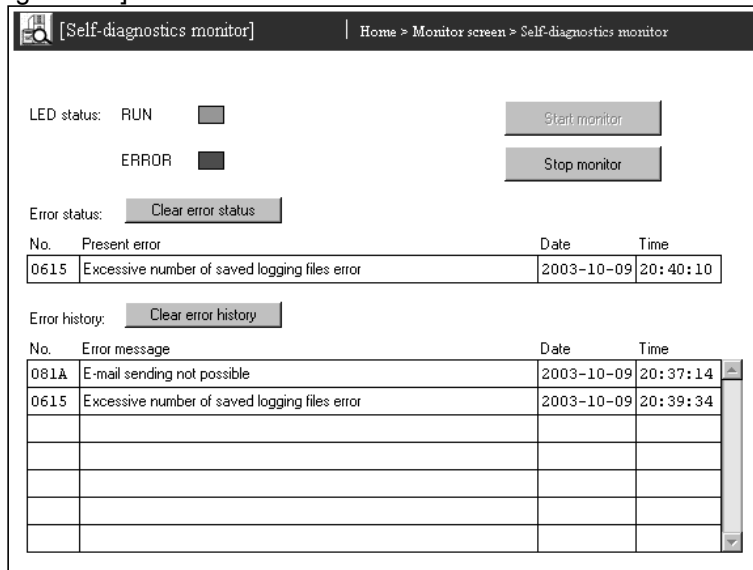 [Self-diagnostics monitor] Home > Monitor screen > Self-diagnostics monitor
LED status: RUN Start monitor
ERROR Stop monitor
Error status: Clear error status
No. Present error Date Time
0615 Excessive number of saved logging files error 2003-10-09 20:40:10
Error history: Clear error history
No. Error message Date Time
081A E-mail sending not possible 2003-10-09 20:37:14
0615 Excessive number of saved logging files error 2003-10-09 20:39:34